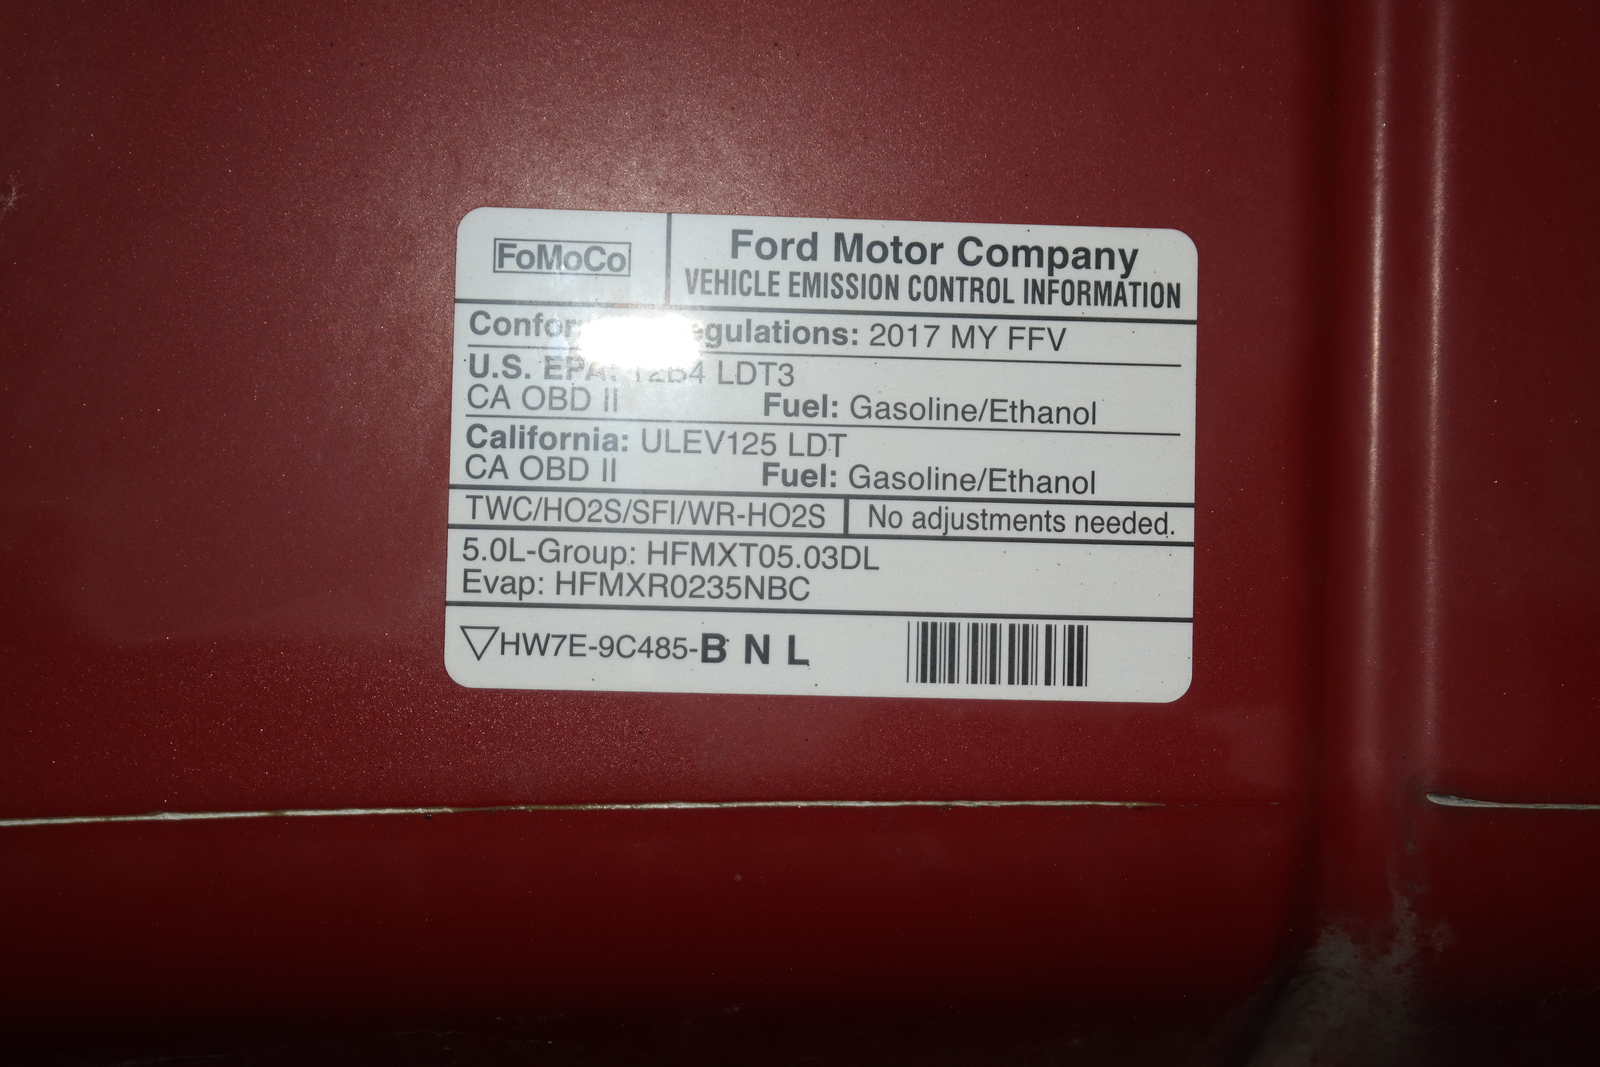 FoMoCo
Ford Motor Company
VEHICLE EMISSION CONTROL INFORMATION
2017 MY FFV
U.S. EPA: T2B4 LDT3
CA OBD II Fuel: Gasoline/Ethanol
California: ULEV125 LDT
CA OBD II Fuel: Gasoline/Ethanol
TWC/HO2S/SFI/WR-HO2S No adjustments needed.
5.0L-Group: HFMXT05.03DL
Evap: HFMXR0235NBC
HW7E-9C485-B N L